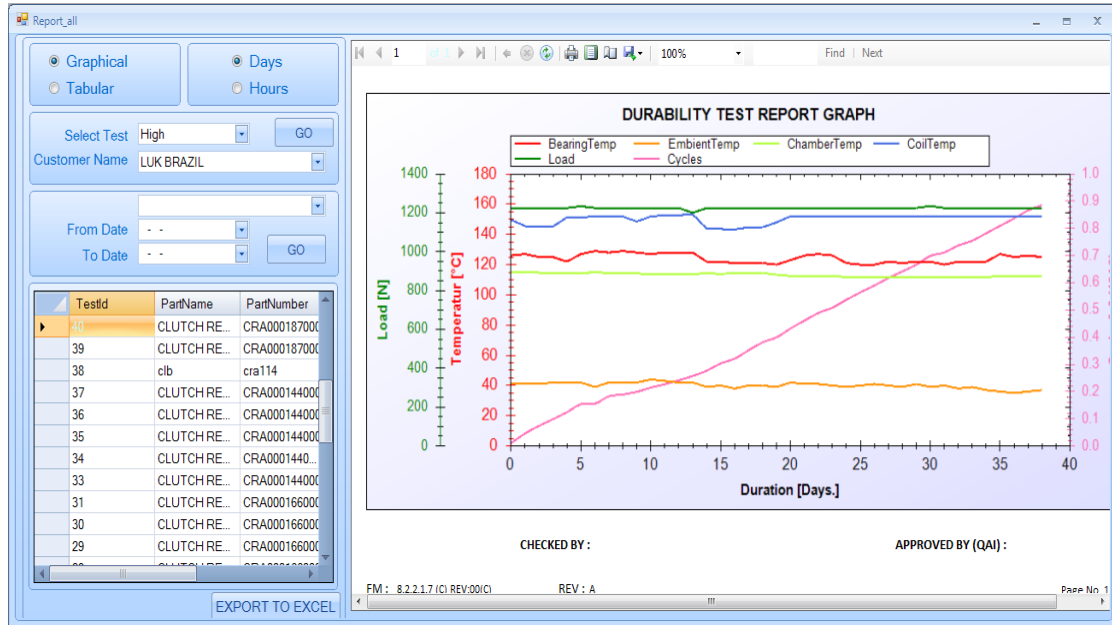 Report_all
Graphical
Tabular
Days
Hours
Select Test High GO
Customer Name LUK BRAZIL
From Date - -
To Date - - GO
TestId PartName PartNumber
40 CLUTCH RE... CRA000187000
39 CLUTCH RE... CRA000187000
38 clb cra114
37 CLUTCH RE... CRA000144000
36 CLUTCH RE... CRA000144000
35 CLUTCH RE... CRA000144000
34 CLUTCH RE... CRA0001440...
33 CLUTCH RE... CRA000144000
31 CLUTCH RE... CRA000166000
30 CLUTCH RE... CRA000166000
29 CLUTCH RE... CRA000166000
EXPORT TO EXCEL
1 of 1 100% Find | Next
DURABILITY TEST REPORT GRAPH
BearingTemp EmbientTemp ChamberTemp CoilTemp
Load Cycles
1400
1200
1000
800
600
400
200
0
Load [N]
180
160
140
120
100
80
60
40
20
0
Temperatur [°C]
1.0
0.9
0.8
0.7
0.6
0.5
0.4
0.3
0.2
0.1
0.0
0 5 10 15 20 25 30 35 40
Duration [Days.]
CHECKED BY : APPROVED BY (QAI) :
FM : 8.2.2.1.7 (C) REV:00(C) REV : A Page No. 1